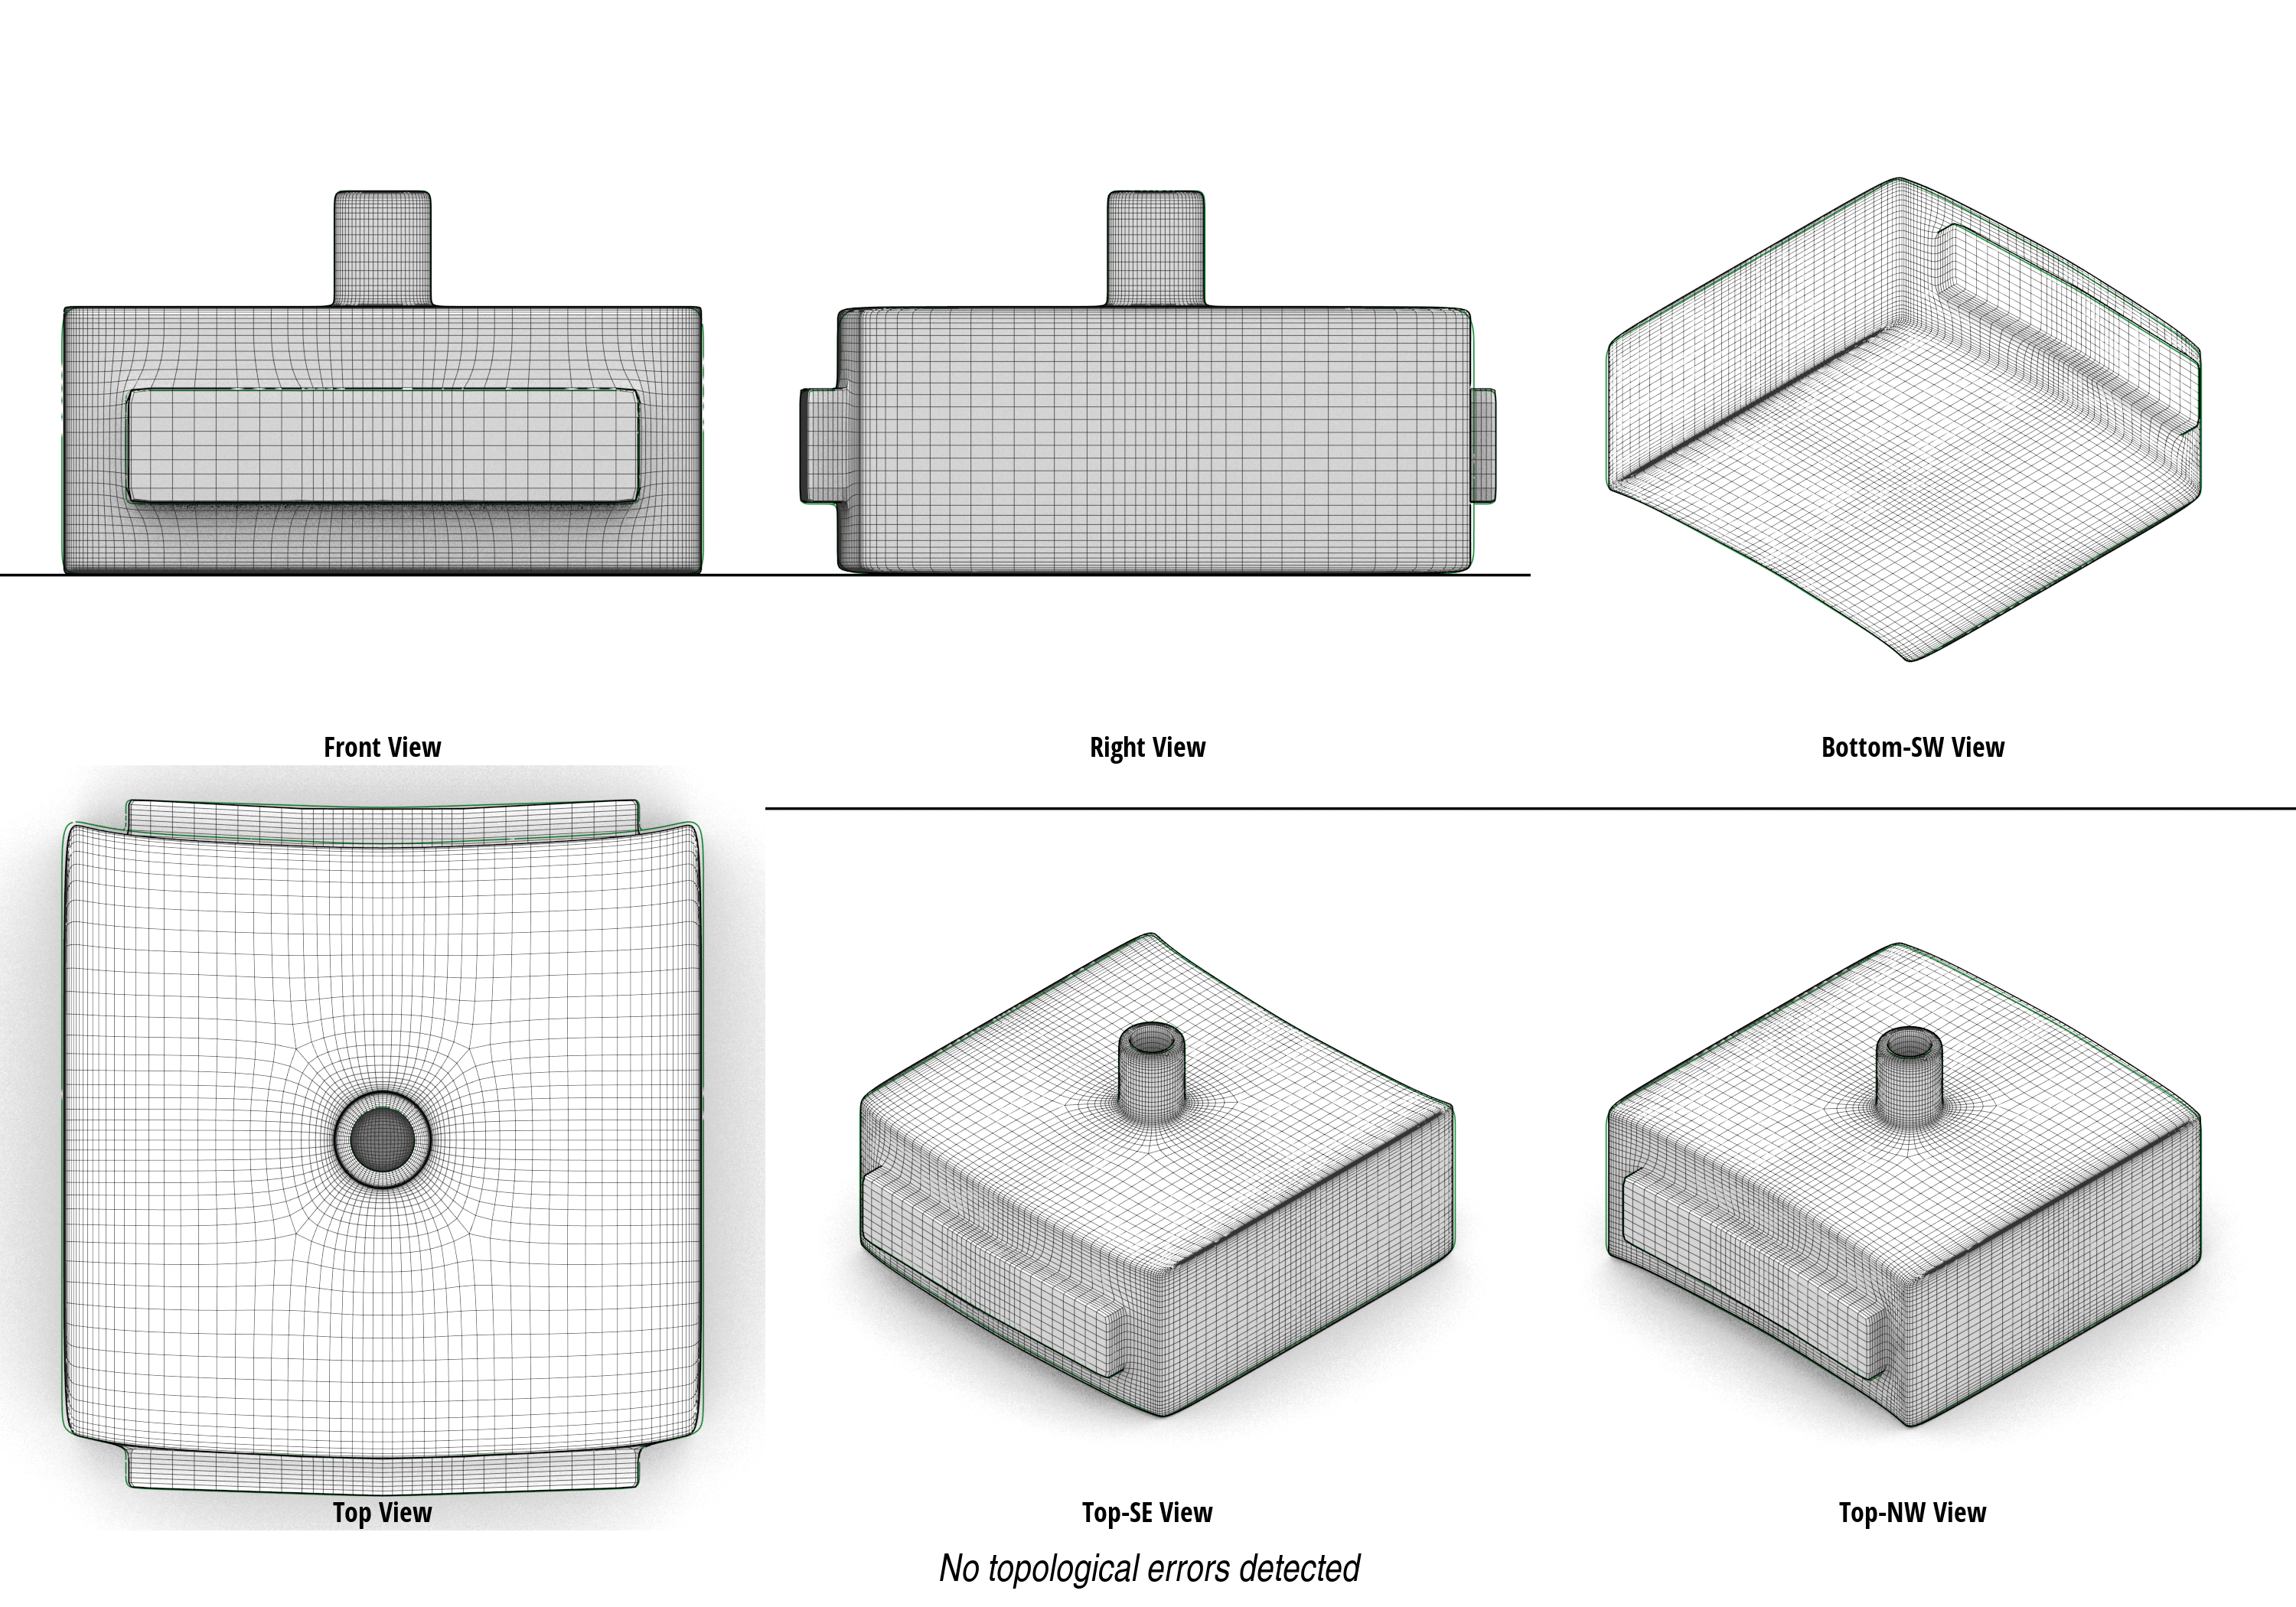 Front View
Right View
Bottom-SW View
Top View
Top-SE View
Top-NW View
No topological errors detected